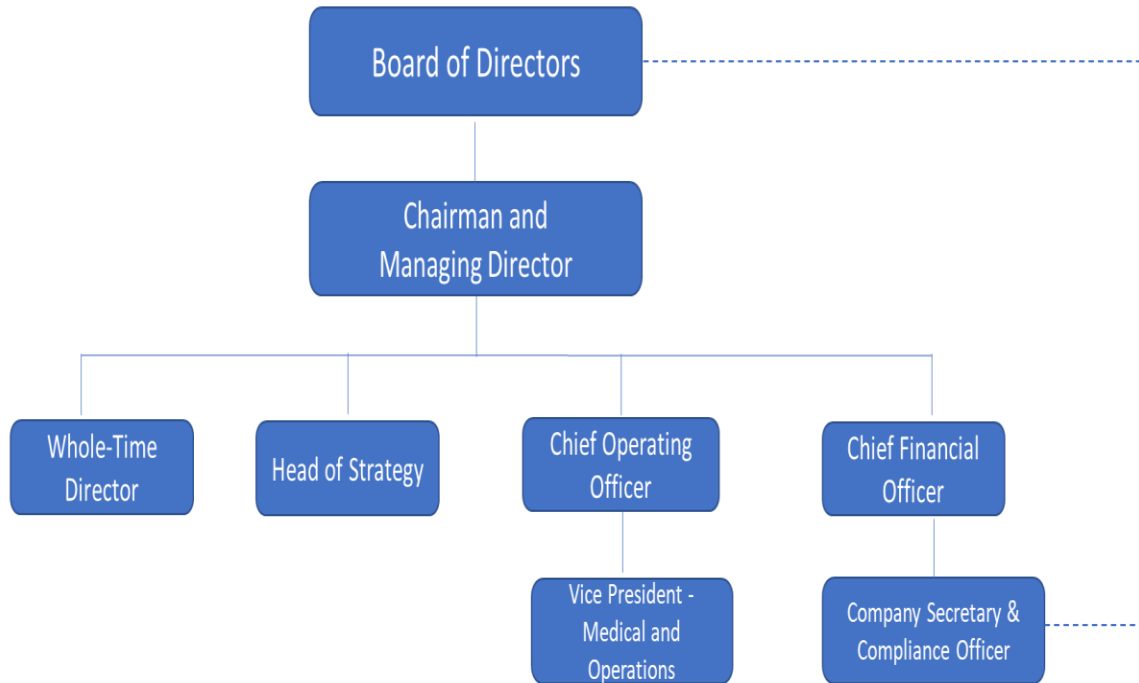 Board of Directors
Chairman and
Managing Director
Whole-Time
Director
Head of Strategy
Chief Operating
Officer
Chief Financial
Officer
Vice President -
Medical and
Operations
Company Secretary &
Compliance Officer